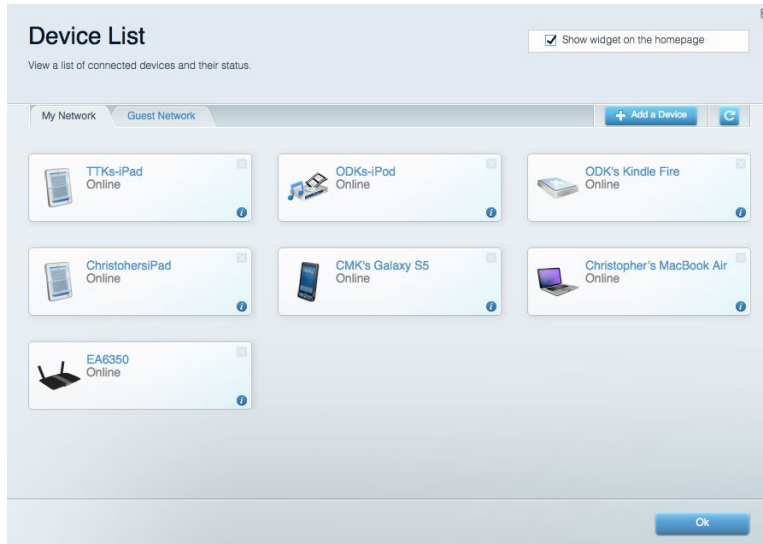 Device List
Show widget on the homepage
View a list of connected devices and their status.
My Network
Guest Network
Add a Device
TTKs-iPad
Online
ODKs-iPod
Online
ODK's Kindle Fire
Online
ChristohersiPad
Online
CMK's Galaxy S5
Online
Christopher's MacBook Air
Online
EA6350
Online
Ok